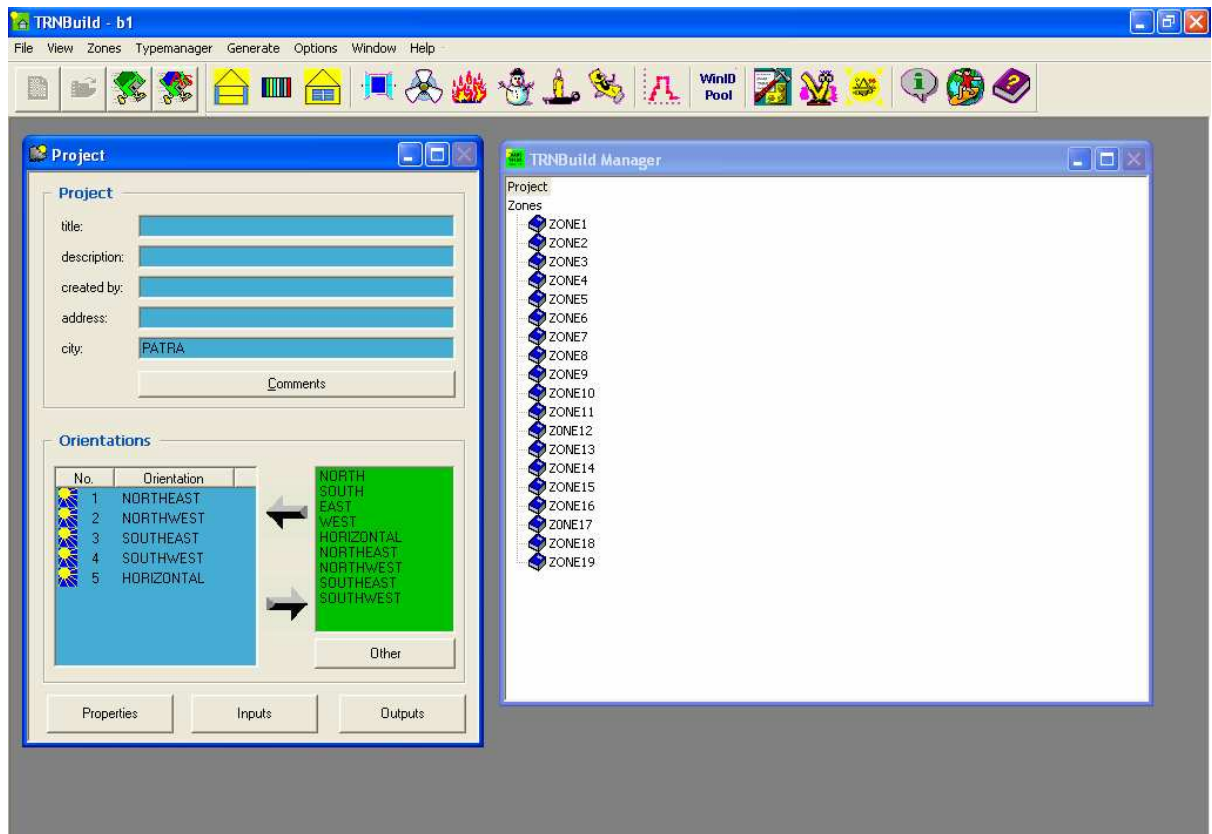 TRNBuild - b1
File View Zones Typemanager Generate Options Window Help
WinID Pool
Project
Project
title:
description:
created by:
address:
city: PATRA
Comments
Orientations
No. Orientation
1 NORTHEAST
2 NORTHWEST
3 SOUTHEAST
4 SOUTHWEST
5 HORIZONTAL
NORTH
SOUTH
EAST
WEST
HORIZONTAL
NORTHEAST
NORTHWEST
SOUTHEAST
SOUTHWEST
Other
Properties Inputs Outputs
TRNBuild Manager
Project
Zones
ZONE1
ZONE2
ZONE3
ZONE4
ZONE5
ZONE6
ZONE7
ZONE8
ZONE9
ZONE10
ZONE11
ZONE12
ZONE13
ZONE14
ZONE15
ZONE16
ZONE17
ZONE18
ZONE19